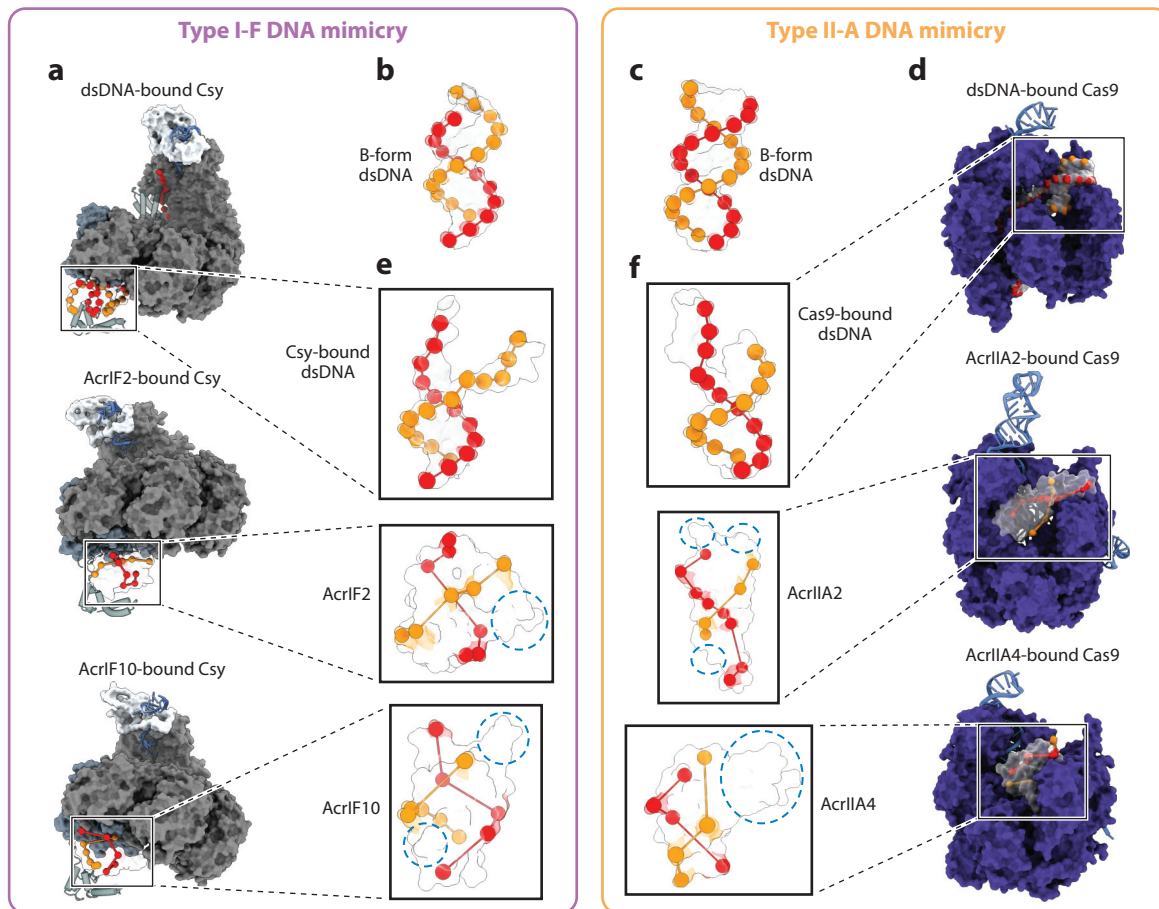 Type I-F DNA mimicry
a
dsDNA-bound Csy
b
B-form
dsDNA
e
Csy-bound
dsDNA
AcrIF2-bound Csy
AcrIF2
AcrIF10-bound Csy
AcrIF10
Type II-A DNA mimicry
c
B-form
dsDNA
d
dsDNA-bound Cas9
f
Cas9-bound
dsDNA
AcrIIA2-bound Cas9
AcrIIA2
AcrIIA4-bound Cas9
AcrIIA4